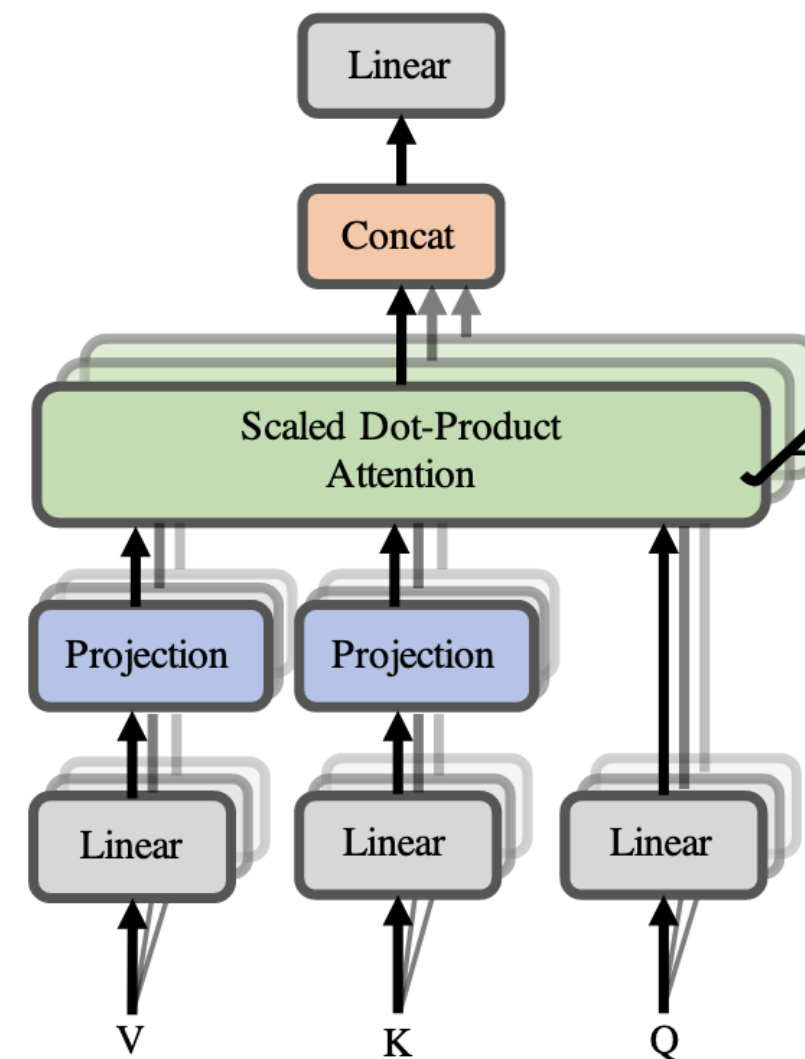 Linear
Concat
Scaled Dot-Product
Attention
Projection
Projection
Linear
Linear
Linear
V
K
Q